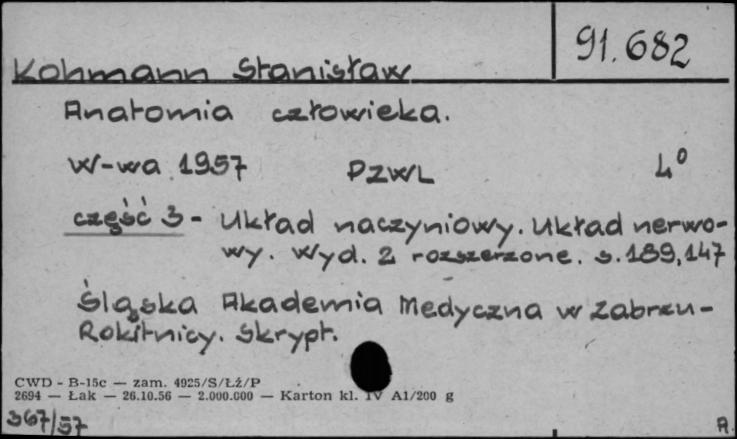 91.682
Kohmann Stanisław
Anatomia człowieka.
W-wa 1957 PZWL 4°
część 3 - Układ naczyniowy. Układ nerwo-
wy. Wyd. 2 rozszerzone. s. 189, 147
Śląska Akademia Medyczna w Zabrzu-
Rokitnicy. Skrypt.
CWD - B-15c — zam. 4925/S/ŁŹ/P
2694 — Łak — 26.10.56 — 2.000.000 — Karton kl. IV A1/200 g
367/57 A.